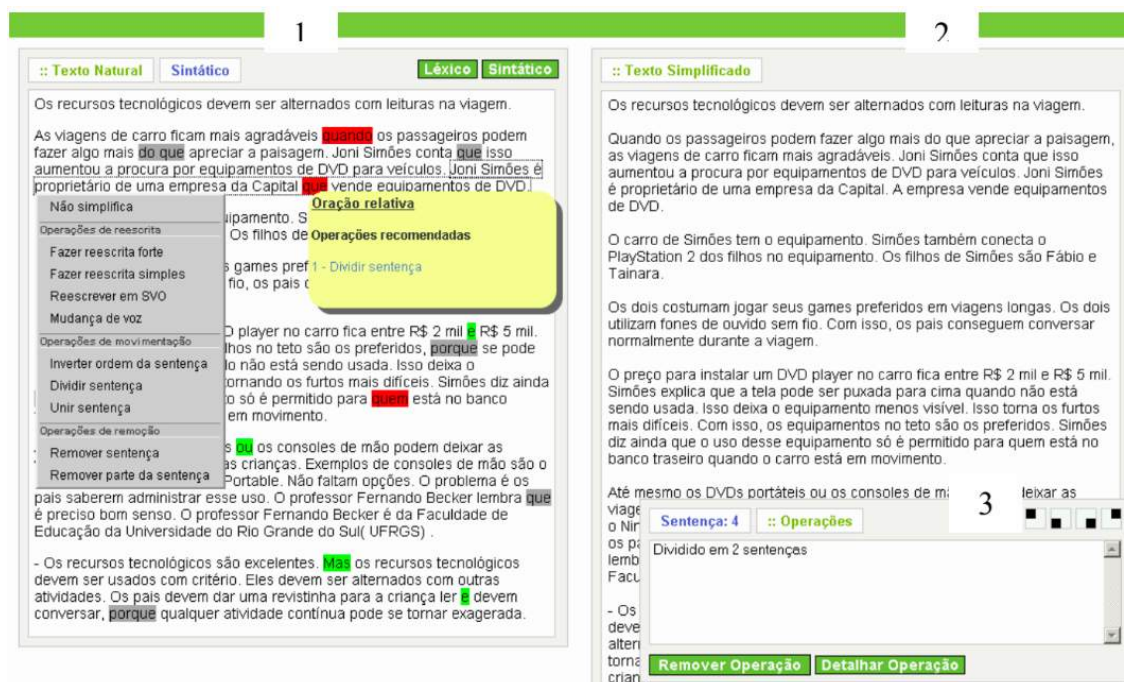 1
:: Texto Natural Sintático Léxico Sintático
Os recursos tecnológicos devem ser alternados com leituras na viagem.
As viagens de carro ficam mais agradáveis quando os passageiros podem
fazer algo mais do que apreciar a paisagem. Joni Simões conta que isso
aumentou a procura por equipamentos de DVD para veículos. Joni Simões é
proprietário de uma empresa da Capital que vende equipamentos de DVD.
Não simplifica
Operações de reescrita
Fazer reescrita forte
Fazer reescrita simples
Reescrever em SVO
Mudança de voz
Operações de movimentação
Inverter ordem da sentença
Dividir sentença
Unir sentença
Operações de remoção
Remover sentença
Remover parte da sentença
Oração relativa
Operações recomendadas
1 - Dividir sentença
uipamento. S
Os filhos de
s games pref
fio, os pais
player no carro fica entre R$ 2 mil e R$ 5 mil.
lhos no teto são os preferidos, porque se pode
o não está sendo usada. Isso deixa o
ornando os furtos mais difíceis. Simões diz ainda
o só é permitido para quem está no banco
em movimento.
s ou os consoles de mão podem deixar as
as crianças. Exemplos de consoles de mão são o
Portable. Não faltam opções. O problema é os
pais saberem administrar esse uso. O professor Fernando Becker lembra que
é preciso bom senso. O professor Fernando Becker é da Faculdade de
Educação da Universidade do Rio Grande do Sul( UFRGS) .
- Os recursos tecnológicos são excelentes. Mas os recursos tecnológicos
devem ser usados com critério. Eles devem ser alternados com outras
atividades. Os pais devem dar uma revistinha para a criança ler e devem
conversar, porque qualquer atividade contínua pode se tornar exagerada.
2
:: Texto Simplificado
Os recursos tecnológicos devem ser alternados com leituras na viagem.
Quando os passageiros podem fazer algo mais do que apreciar a paisagem,
as viagens de carro ficam mais agradáveis. Joni Simões conta que isso
aumentou a procura por equipamentos de DVD para veículos. Joni Simões
é proprietário de uma empresa da Capital. A empresa vende equipamentos
de DVD.
O carro de Simões tem o equipamento. Simões também conecta o
PlayStation 2 dos filhos no equipamento. Os filhos de Simões são Fábio e
Tainara.
Os dois costumam jogar seus games preferidos em viagens longas. Os dois
utilizam fones de ouvido sem fio. Com isso, os pais conseguem conversar
normalmente durante a viagem.
O preço para instalar um DVD player no carro fica entre R$ 2 mil e R$ 5 mil.
Simões explica que a tela pode ser puxada para cima quando não está
sendo usada. Isso deixa o equipamento menos visível. Isso torna os furtos
mais difíceis. Com isso, os equipamentos no teto são os preferidos. Simões
diz ainda que o uso desse equipamento só é permitido para quem está no
banco traseiro quando o carro está em movimento.
Até mesmo os DVDs portáteis ou os consoles de m leixar as
viage
o Nin
os pa
lemb
Facu
- Os
deve
alter
torna
crian
3
Sentença: 4 :: Operações
Dividido em 2 sentenças
Remover Operação Detalhar Operação